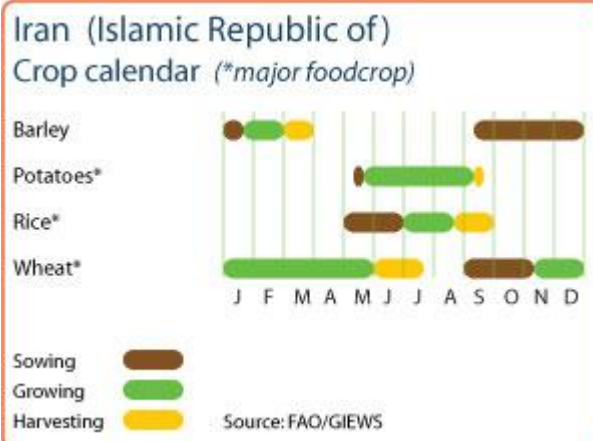 Iran (Islamic Republic of)
Crop calendar (*major foodcrop)
Barley
Potatoes*
Rice*
Wheat*
J F M A M J J A S O N D
Sowing
Growing
Harvesting
Source: FAO/GIEWS